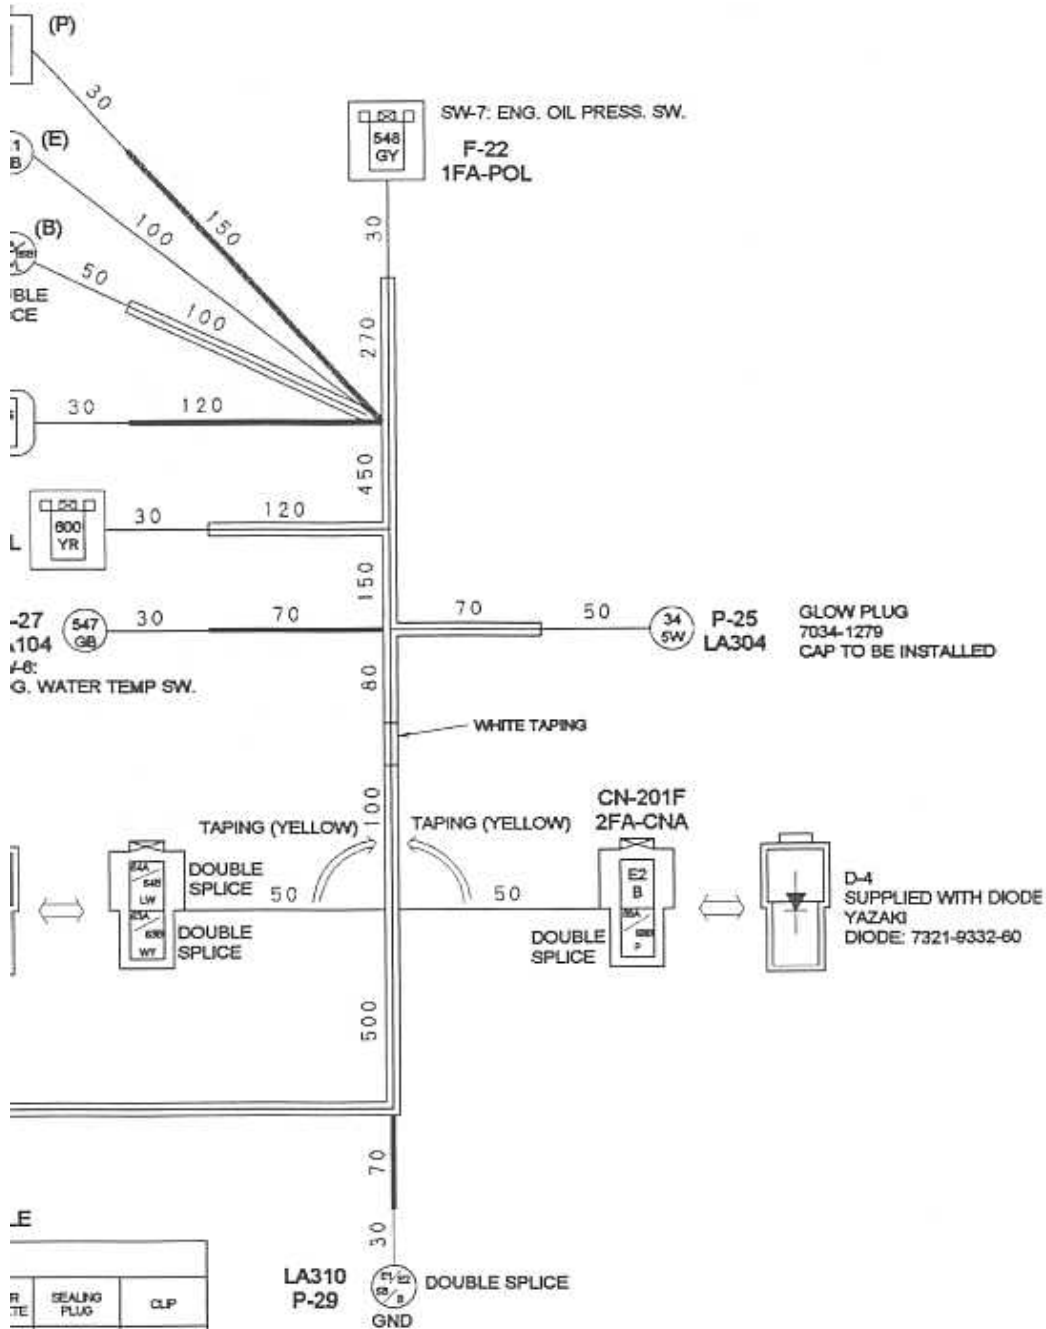 (P)
30
SW-7: ENG. OIL PRESS. SW.
548
GY
F-22
1FA-POL
(E)
100
150
30
(B)
50
100
270
30
120
450
600
YR
30
120
150
-27
547
GB
30
70
70
50
34
5W
P-25
LA304
GLOW PLUG
7034-1279
CAP TO BE INSTALLED
G. WATER TEMP SW.
80
WHITE TAPING
100
TAPING (YELLOW)
TAPING (YELLOW)
CN-201F
2FA-CNA
DOUBLE
SPLICE
LW
50
50
E2
B
D-4
SUPPLIED WITH DIODE
YAZAKI
DIODE: 7321-9332-60
DOUBLE
SPLICE
WY
DOUBLE
SPLICE
P
500
70
LE
30
SEALING
PLUG
CLIP
LA310
P-29
DOUBLE SPLICE
GND